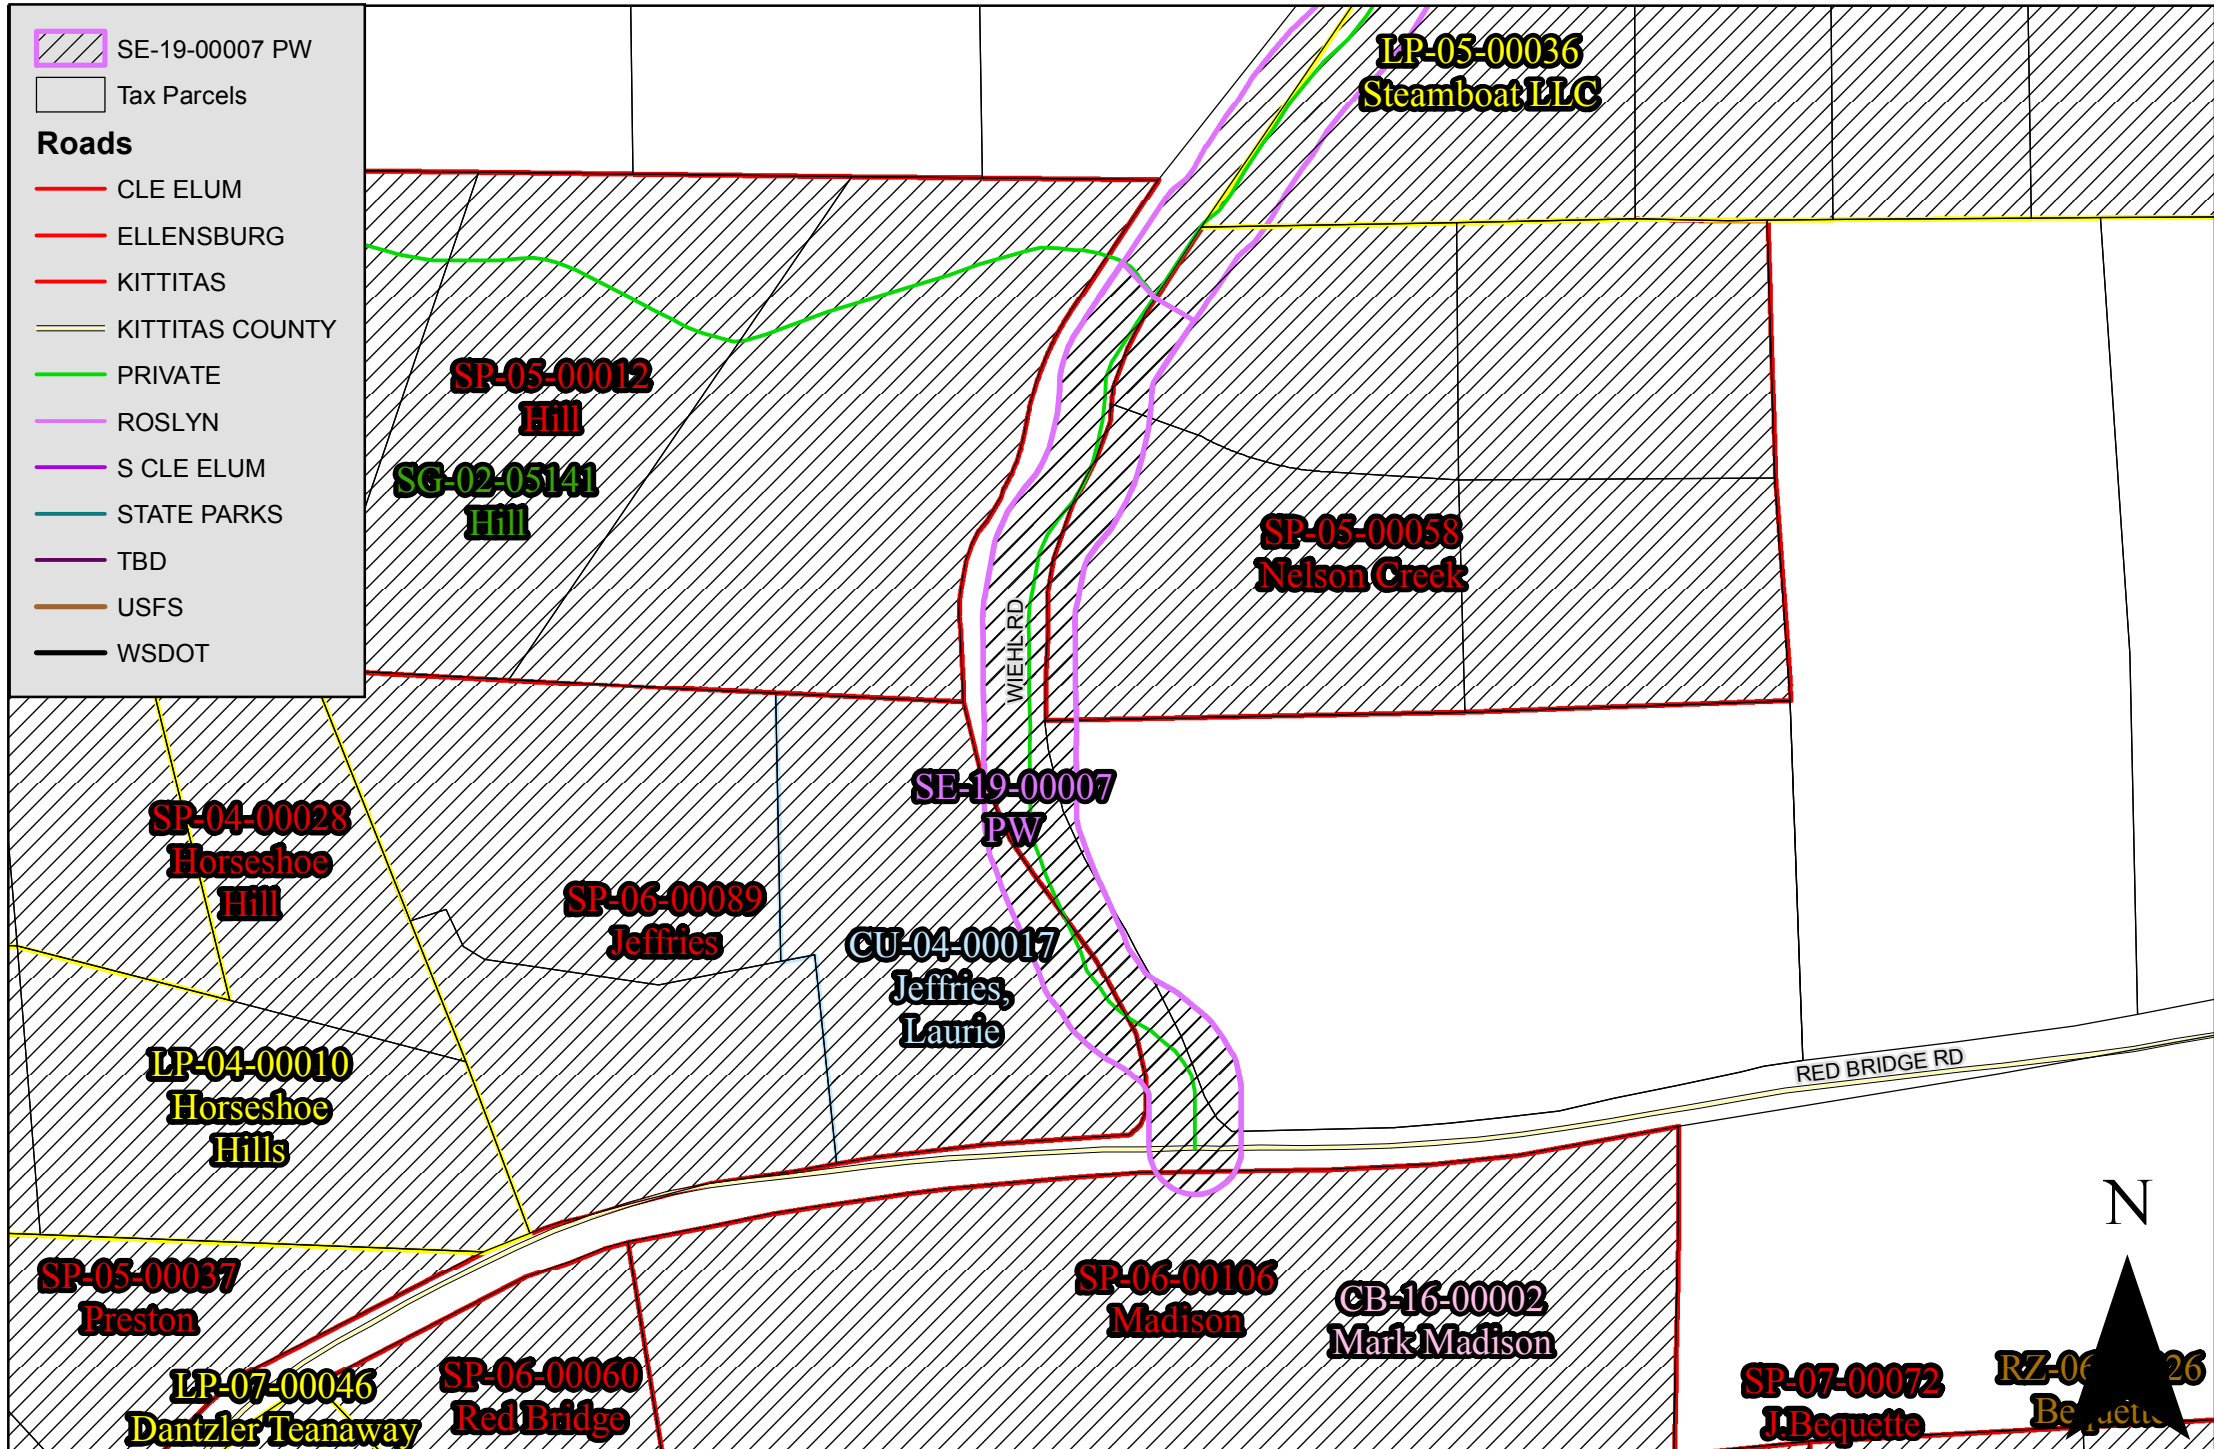 SE-19-00007 PW
Tax Parcels
Roads
CLE ELUM
ELLENSBURG
KITTITAS
KITTITAS COUNTY
PRIVATE
ROSLYN
S CLE ELUM
STATE PARKS
TBD
USFS
WSDOT
LP-05-00036
Steamboat LLC
SP-05-00012
Hill
SG-02-05141
Hill
SP-05-00058
Nelson Creek
WIEHL RD
SE-19-00007
PW
SP-04-00028
Horseshoe
Hill
SP-06-00089
Jeffries
CU-04-00017
Jeffries,
Laurie
LP-04-00010
Horseshoe
Hills
RED BRIDGE RD
N
SP-05-00037
Preston
SP-06-00106
Madison
CB-16-00002
Mark Madison
LP-07-00046
Dantzler Teanaway
SP-06-00060
Red Bridge
SP-07-00072
J.Bequette